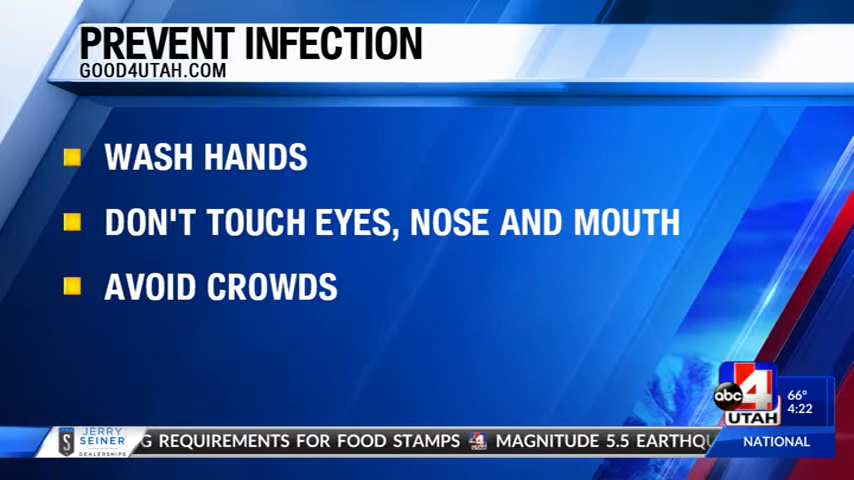 PREVENT INFECTION
GOOD4UTAH.COM
WASH HANDS
DON'T TOUCH EYES, NOSE AND MOUTH
AVOID CROWDS
abc 4
UTAH
66°
4:22
JERRY
SEINER
DEALERSHIPS
G REQUIREMENTS FOR FOOD STAMPS MAGNITUDE 5.5 EARTHQU
NATIONAL